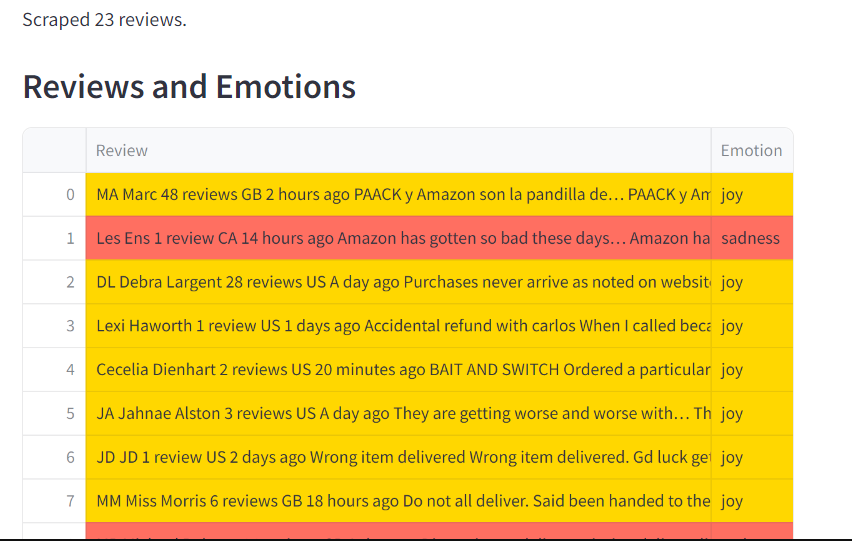 Scraped 23 reviews.
Reviews and Emotions
Review Emotion
0 MA Marc 48 reviews GB 2 hours ago PAACK y Amazon son la pandilla de… PAACK y Am joy
1 Les Ens 1 review CA 14 hours ago Amazon has gotten so bad these days… Amazon ha sadness
2 DL Debra Largent 28 reviews US A day ago Purchases never arrive as noted on websit joy
3 Lexi Haworth 1 review US 1 days ago Accidental refund with carlos When I called beca joy
4 Cecelia Dienhart 2 reviews US 20 minutes ago BAIT AND SWITCH Ordered a particular joy
5 JA Jahnae Alston 3 reviews US A day ago They are getting worse and worse with… Th joy
6 JD JD 1 review US 2 days ago Wrong item delivered Wrong item delivered. Gd luck get joy
7 MM Miss Morris 6 reviews GB 18 hours ago Do not all deliver. Said been handed to the joy